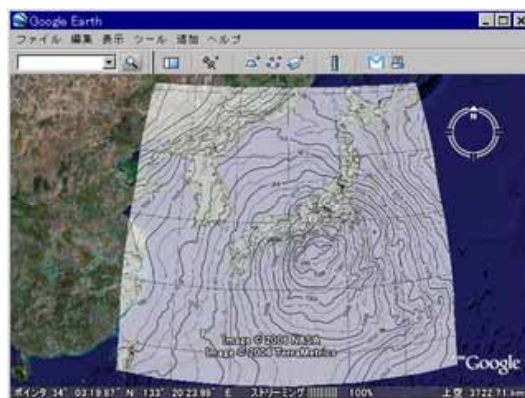 Google Earth
ファイル 編集 表示 ツール 追加 ヘルプ
N
Image © 2006 NASA
Image © 2006 TerraMetrics
Google
ポインタ 34° 03'19.87" N 133° 20'23.99" E ストリーミング 100% 上空 3722.71 km